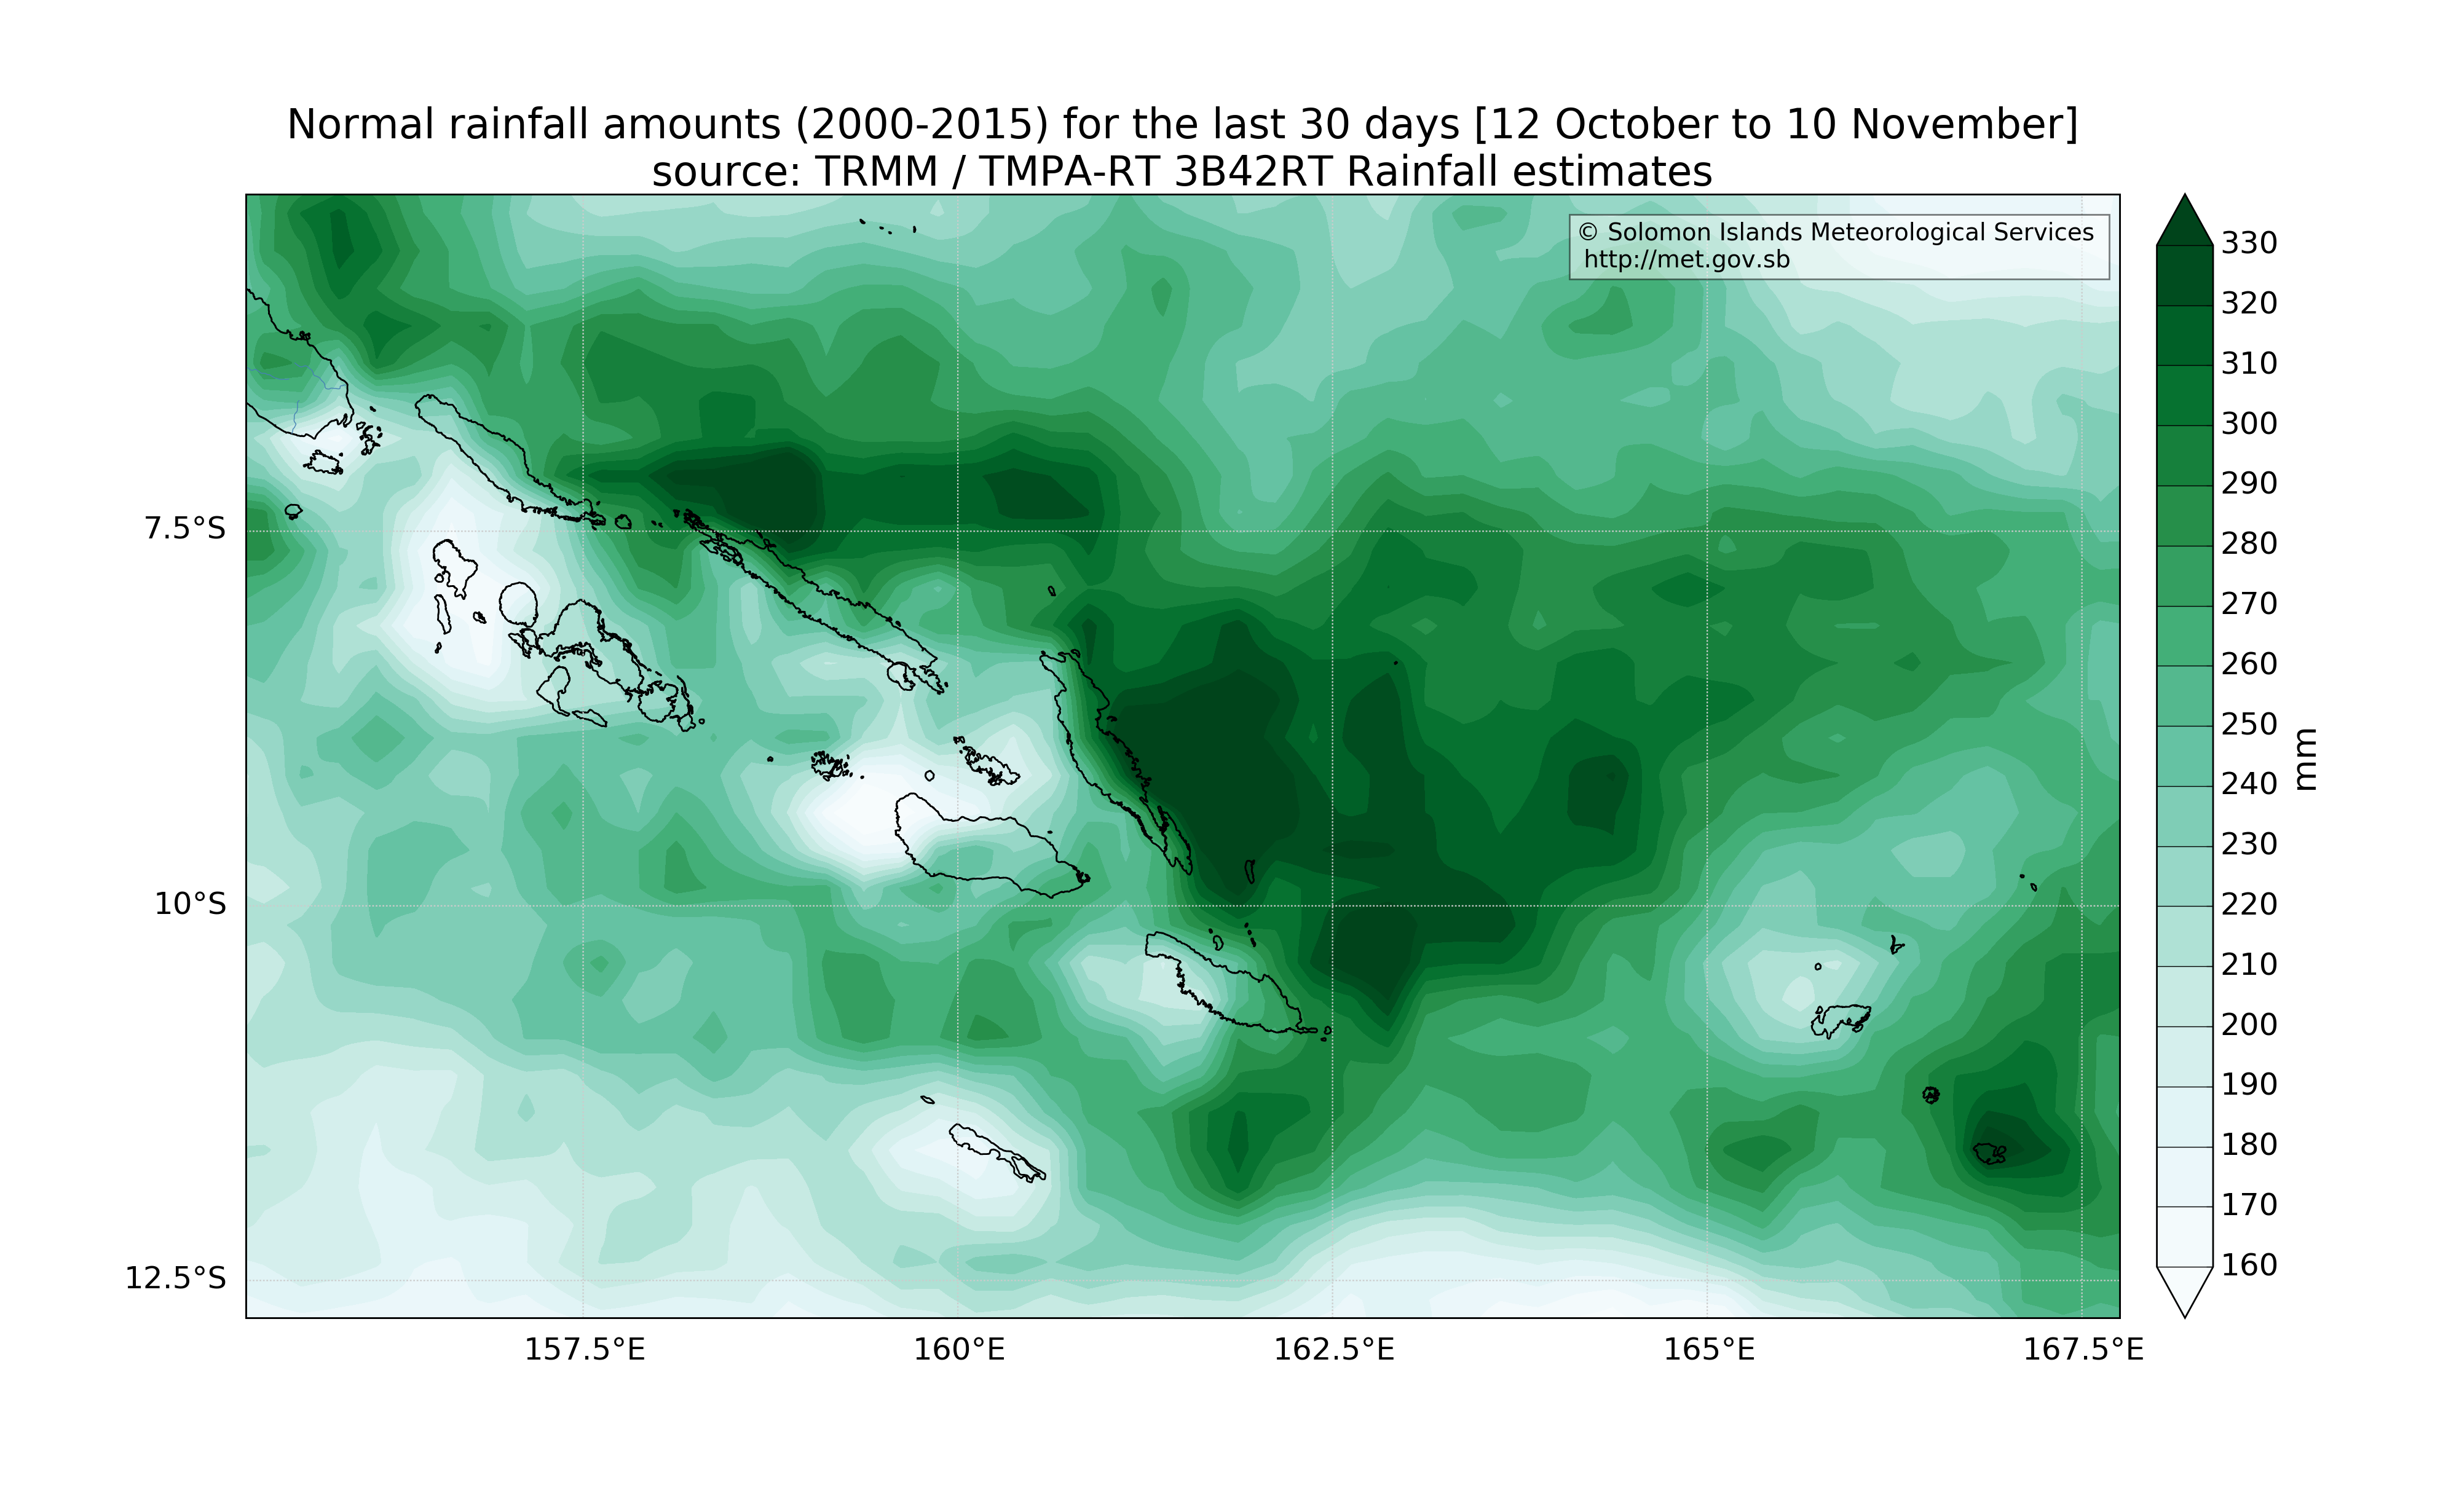 Normal rainfall amounts (2000-2015) for the last 30 days [12 October to 10 November]
source: TRMM / TMPA-RT 3B42RT Rainfall estimates
© Solomon Islands Meteorological Services
http://met.gov.sb
7.5°S
10°S
12.5°S
157.5°E
160°E
162.5°E
165°E
167.5°E
330
320
310
300
290
280
270
260
250
240
230
220
210
200
190
180
170
160
mm